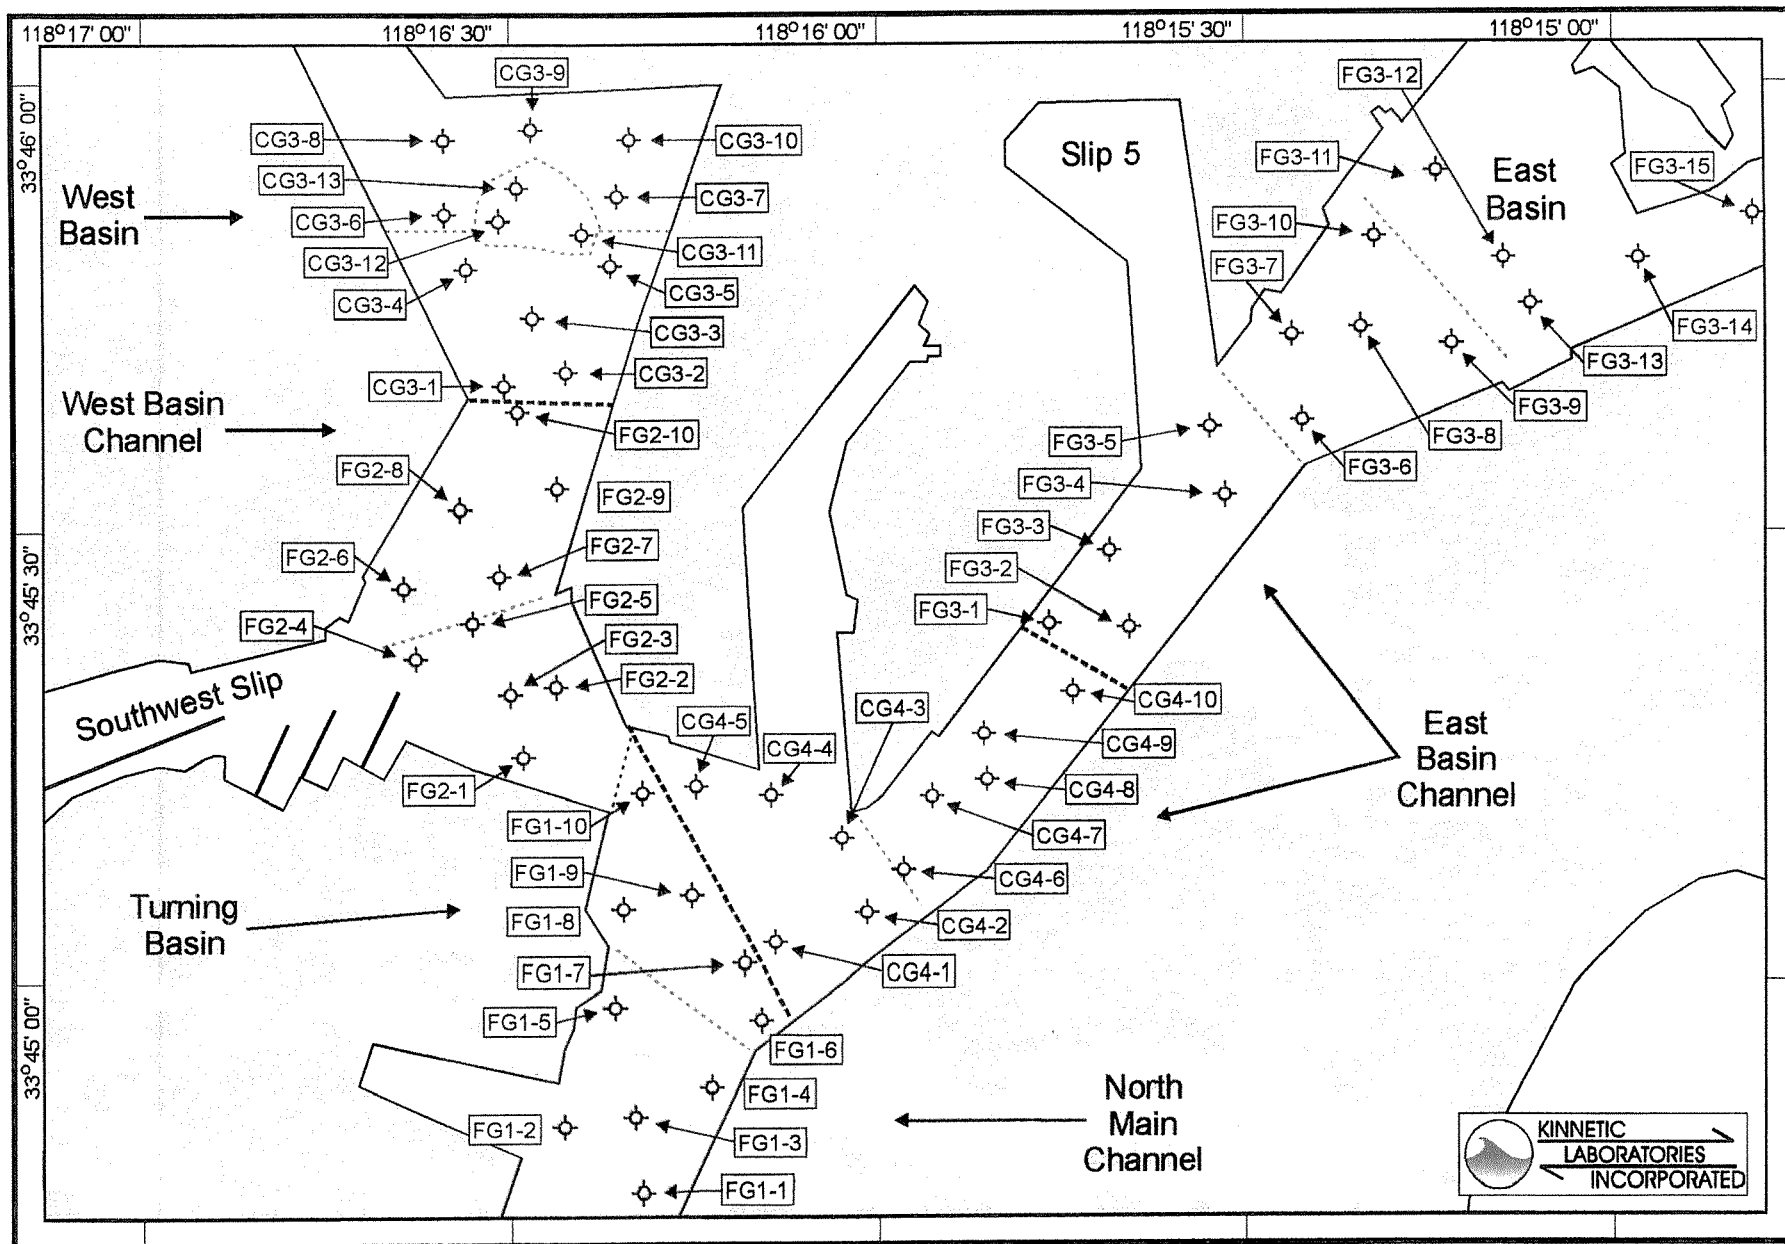 118°17' 00"
118°16' 30"
118°16' 00"
118°15' 30"
118°15' 00"
33°46' 00"
33°45' 30"
33°45' 00"
CG3-9
CG3-8
CG3-10
CG3-13
CG3-7
CG3-6
CG3-11
CG3-12
CG3-5
CG3-4
CG3-3
CG3-2
CG3-1
West
Basin
West Basin
Channel
FG2-10
FG2-8
FG2-9
FG2-7
FG2-6
FG2-5
FG2-4
FG2-3
FG2-2
FG2-1
Southwest Slip
Slip 5
FG3-12
FG3-11
FG3-15
East
Basin
FG3-10
FG3-7
FG3-14
FG3-13
FG3-9
FG3-8
FG3-6
FG3-5
FG3-4
FG3-3
FG3-2
FG3-1
CG4-10
CG4-5
CG4-4
CG4-3
CG4-9
CG4-8
CG4-7
CG4-6
CG4-2
CG4-1
East
Basin
Channel
FG1-10
FG1-9
FG1-8
FG1-7
FG1-5
FG1-6
FG1-4
FG1-3
FG1-2
FG1-1
Turning
Basin
North
Main
Channel
KINNETIC
LABORATORIES
INCORPORATED